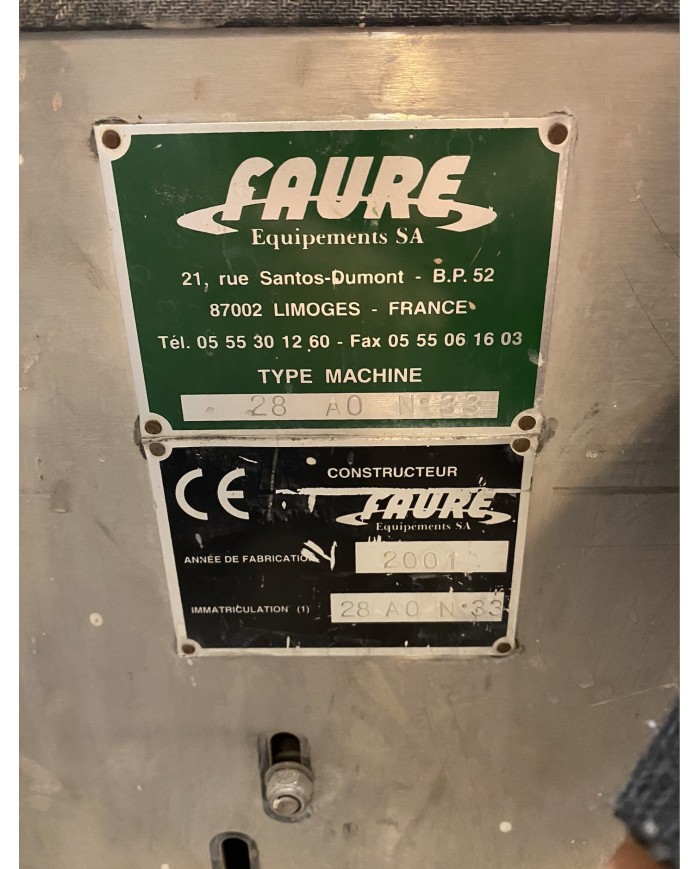 FAURE
Equipements SA
21, rue Santos-Dumont - B.P. 52
87002 LIMOGES - FRANCE
Tél. 05 55 30 12 60 - Fax 05 55 06 16 03
TYPE MACHINE
28 AO N°33
CE
CONSTRUCTEUR
FAURE
Equipements SA
ANNÉE DE FABRICATION 2001
IMMATRICULATION (1) 28 AO N°33